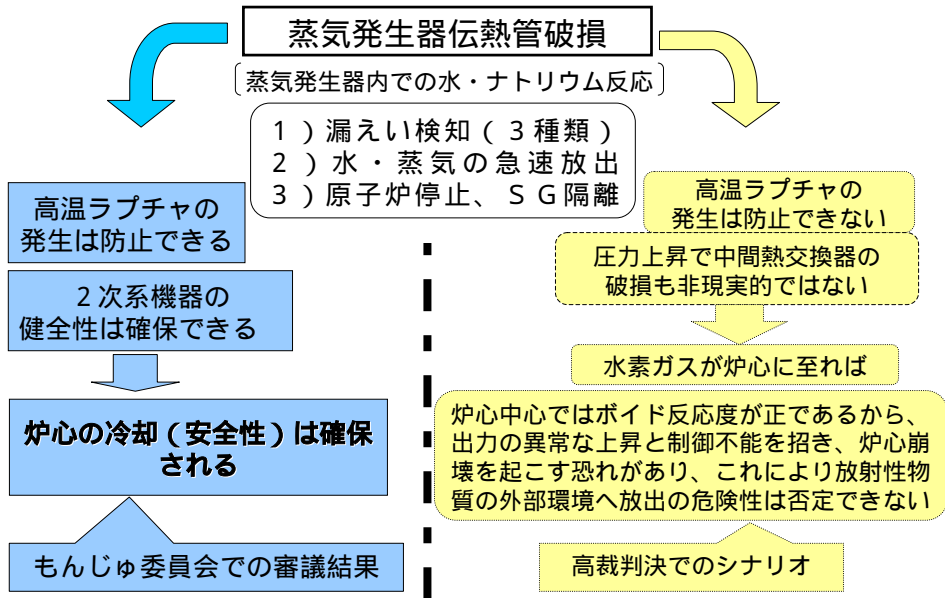 蒸気発生器伝熱管破損
蒸気発生器内での水・ナトリウム反応
１）漏えい検知（３種類）
２）水・蒸気の急速放出
３）原子炉停止、ＳＧ隔離
高温ラプチャの
発生は防止できる
２次系機器の
健全性は確保できる
炉心の冷却（安全性）は確保
される
もんじゅ委員会での審議結果
高温ラプチャの
発生は防止できない
圧力上昇で中間熱交換器の
破損も非現実的ではない
水素ガスが炉心に至れば
炉心中心ではボイド反応度が正であるから、
出力の異常な上昇と制御不能を招き、炉心崩
壊を起こす恐れがあり、これにより放射性物
質の外部環境へ放出の危険性は否定できない
高裁判決でのシナリオ